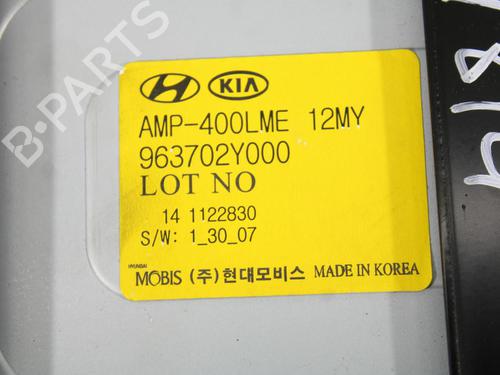 KIA
AMP-400LME 12MY
963702Y000
LOT NO
14 1122830
S/W: 1_30_07
HYUNDAI
MOBIS (주)현대모비스 MADE IN KOREA
B-PARTS